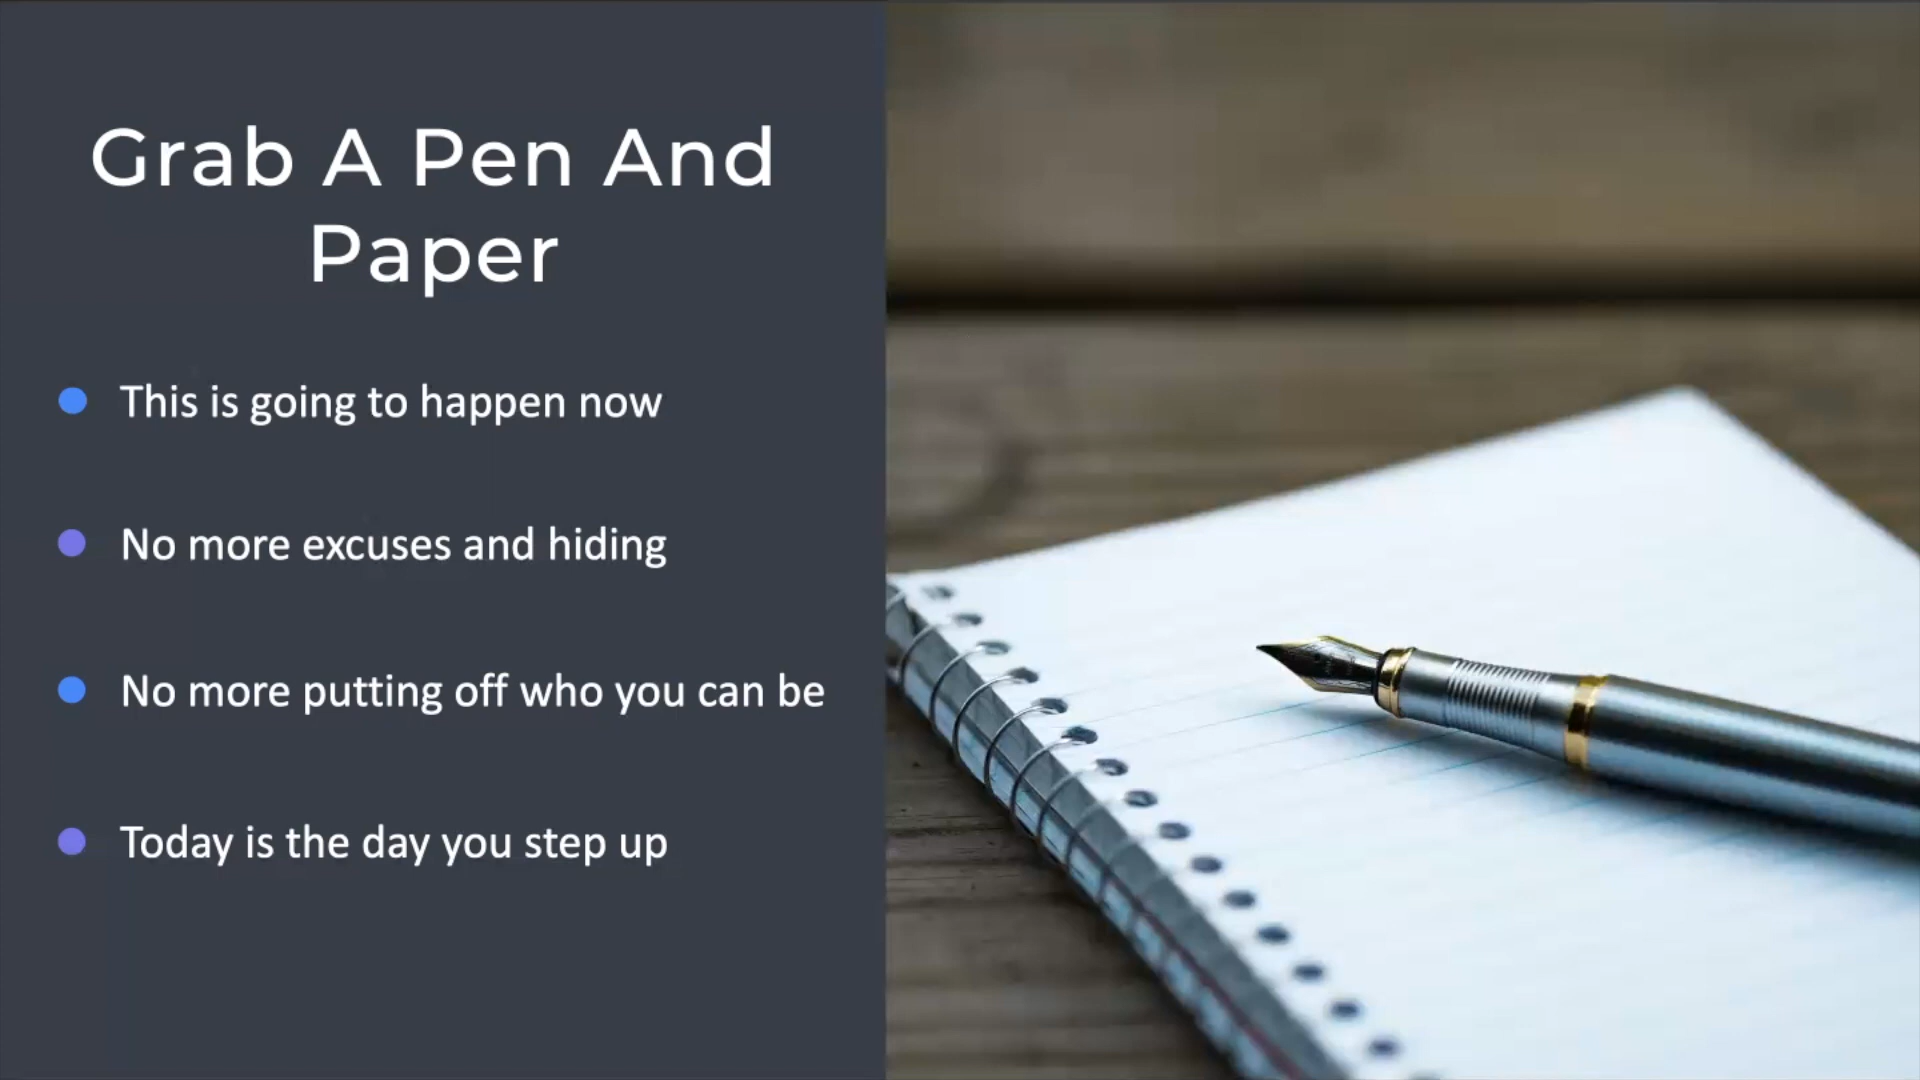 Grab A Pen And
Paper
This is going to happen now
No more excuses and hiding
No more putting off who you can be
Today is the day you step up